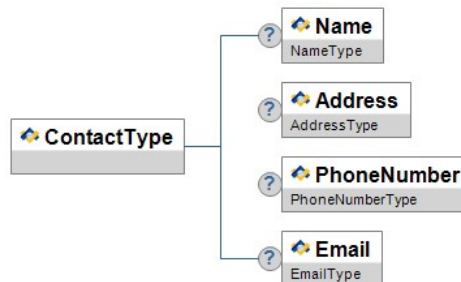 ?
Name
NameType
?
Address
AddressType
ContactType
?
PhoneNumber
PhoneNumberType
?
Email
EmailType